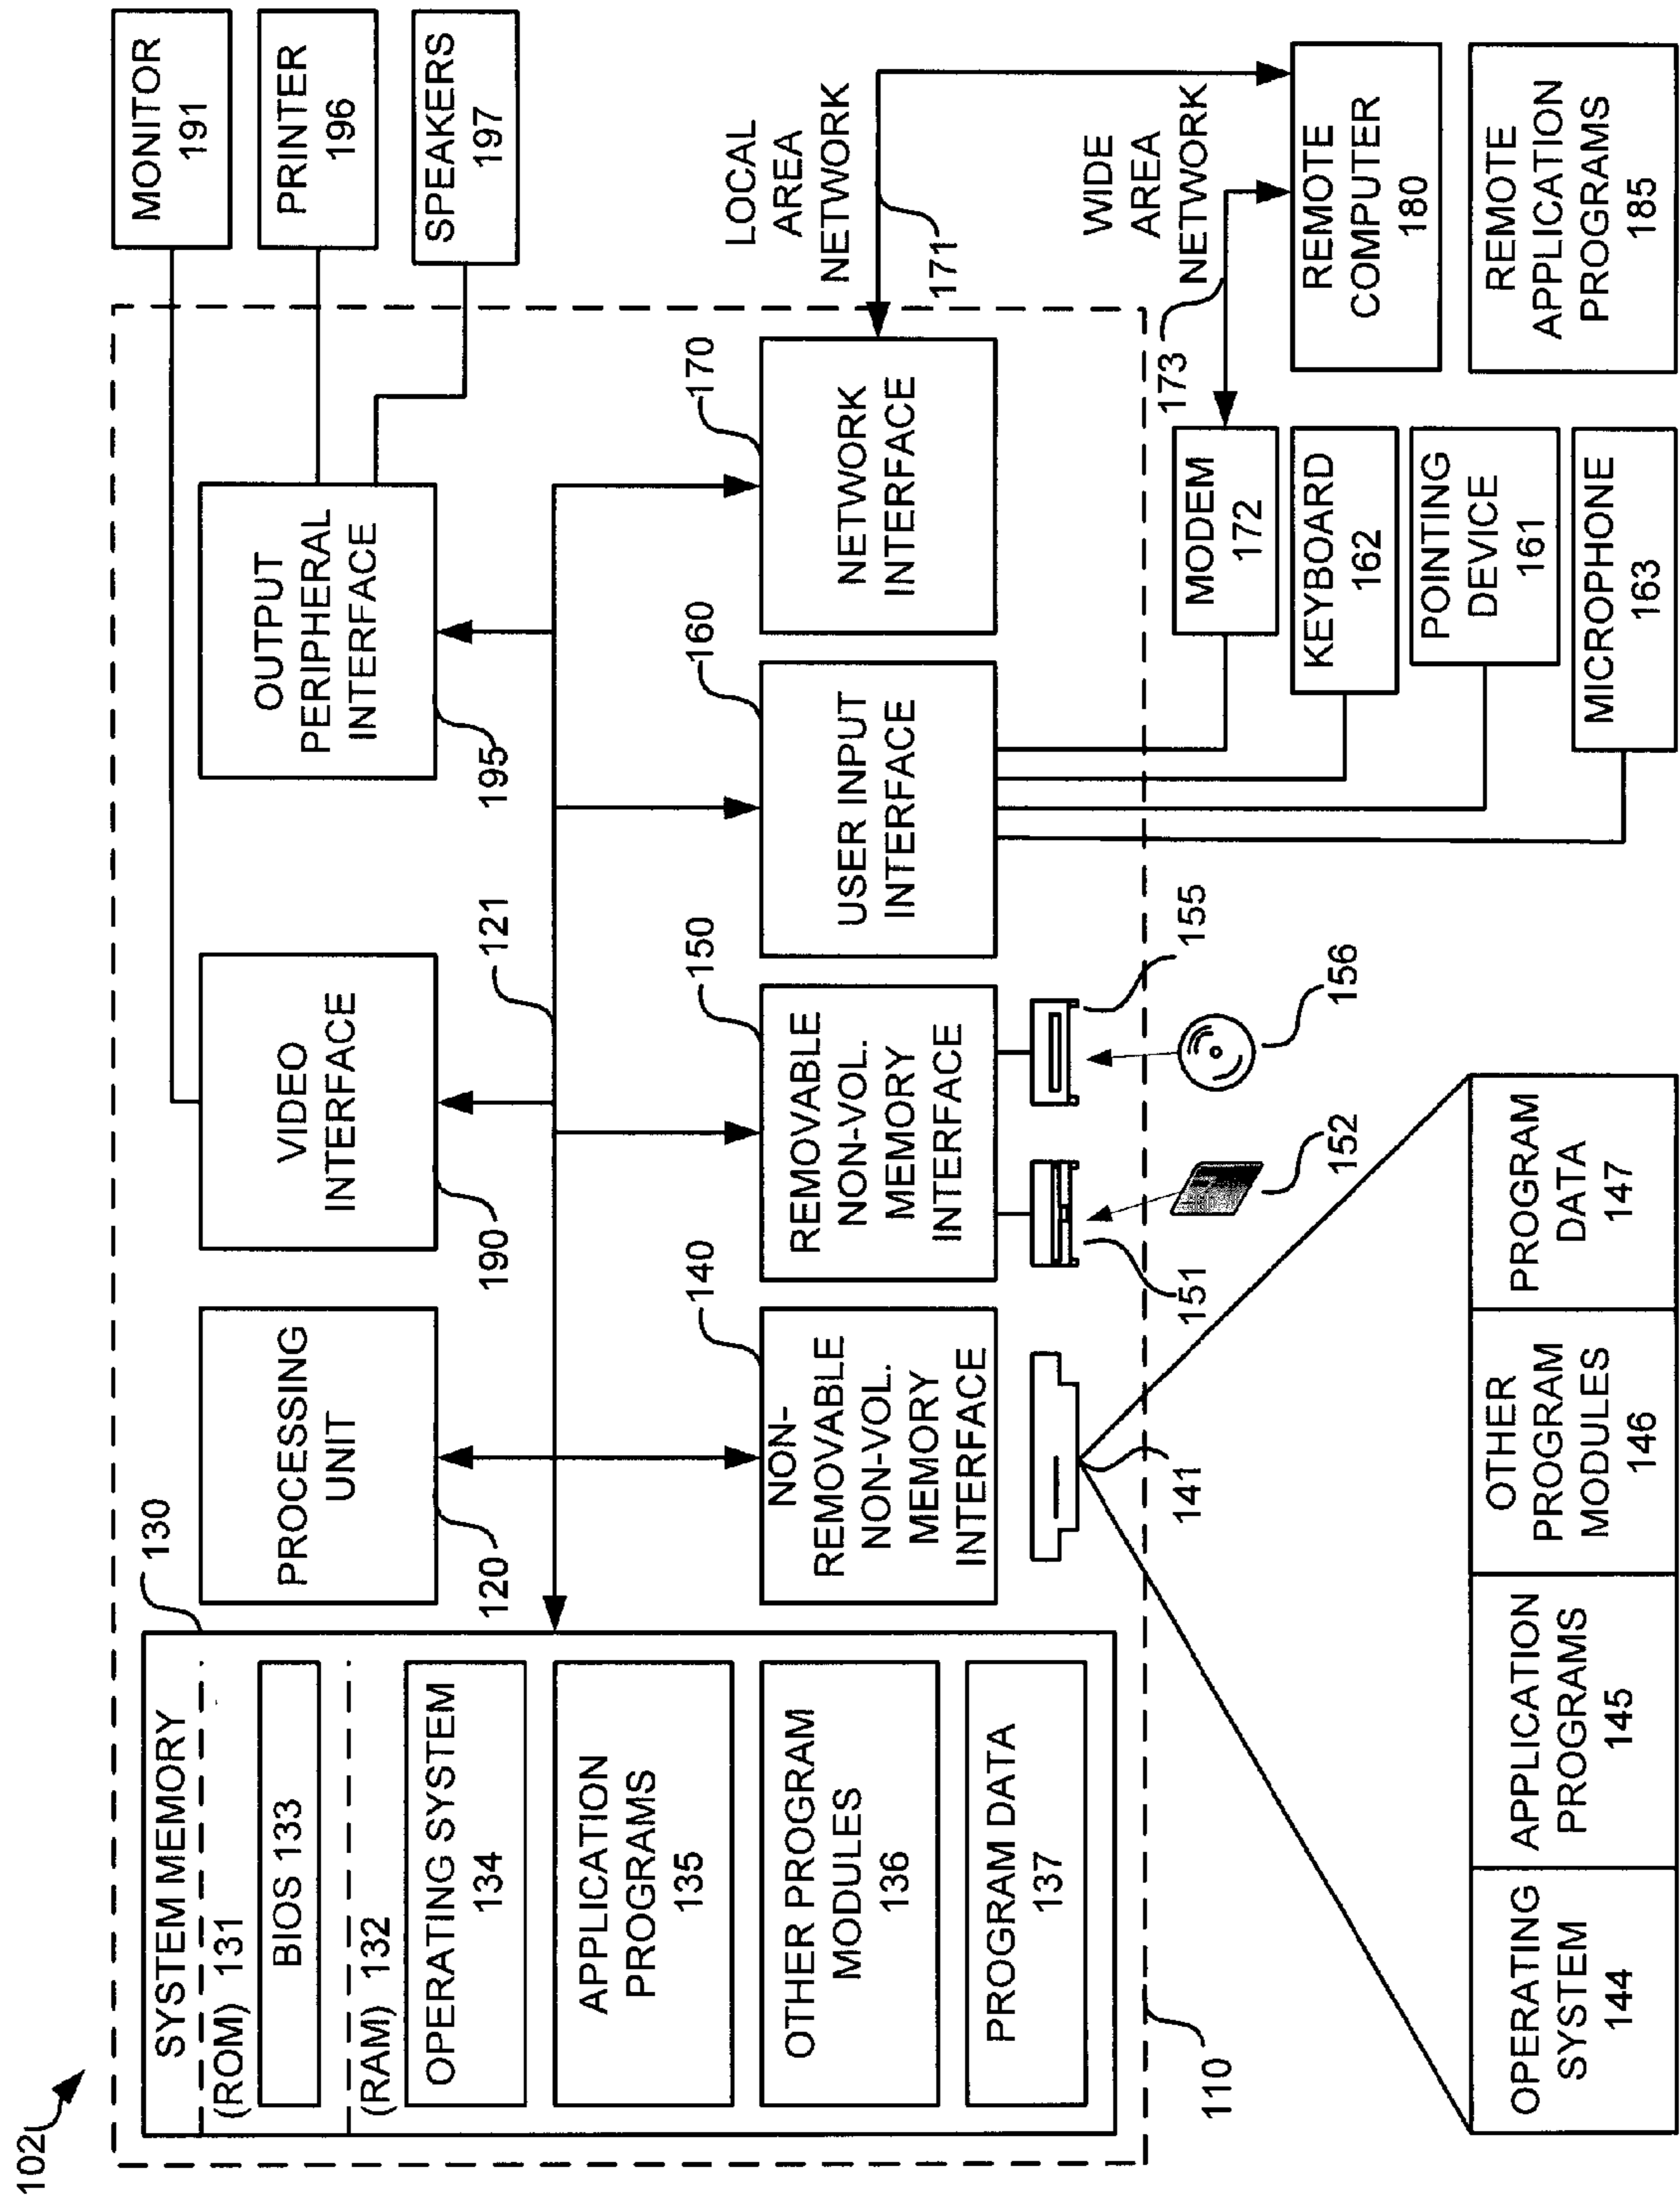 102
SYSTEM MEMORY
(ROM) 131
BIOS 133
(RAM) 132
OPERATING SYSTEM
134
APPLICATION
PROGRAMS
135
OTHER PROGRAM
MODULES
136
PROGRAM DATA
137
130
PROCESSING
UNIT
120
VIDEO
INTERFACE
190
121
OUTPUT
PERIPHERAL
INTERFACE
195
MONITOR
191
PRINTER
196
SPEAKERS
197
140
NON-
REMOVABLE
NON-VOL.
MEMORY
INTERFACE
150
REMOVABLE
NON-VOL.
MEMORY
INTERFACE
160
USER INPUT
INTERFACE
170
NETWORK
INTERFACE
LOCAL
AREA
NETWORK
171
WIDE
AREA
NETWORK
173
110
141
151
152
155
156
MODEM
172
KEYBOARD
162
POINTING
DEVICE
161
MICROPHONE
163
REMOTE
COMPUTER
180
REMOTE
APPLICATION
PROGRAMS
185
OPERATING
SYSTEM
144
APPLICATION
PROGRAMS
145
OTHER
PROGRAM
MODULES
146
PROGRAM
DATA
147